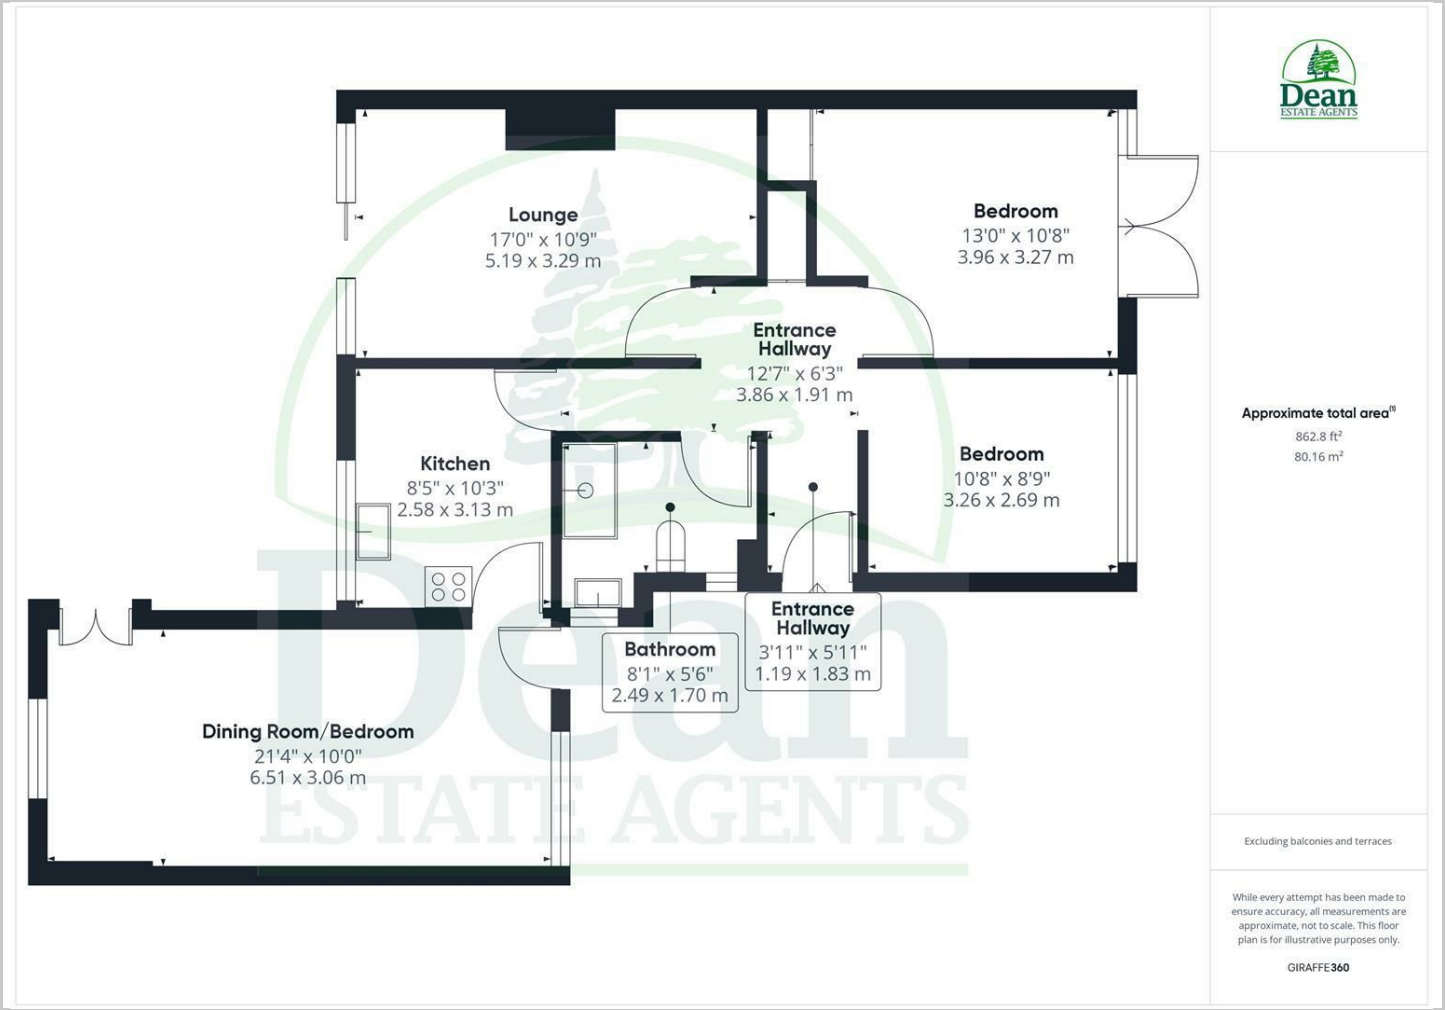 Lounge
17'0" x 10'9"
5.19 x 3.29 m
Bedroom
13'0" x 10'8"
3.96 x 3.27 m
Entrance
Hallway
12'7" x 6'3"
3.86 x 1.91 m
Kitchen
8'5" x 10'3"
2.58 x 3.13 m
Bedroom
10'8" x 8'9"
3.26 x 2.69 m
Entrance
Hallway
3'11" x 5'11"
1.19 x 1.83 m
Bathroom
8'1" x 5'6"
2.49 x 1.70 m
Dining Room/Bedroom
21'4" x 10'0"
6.51 x 3.06 m
Dean
ESTATE AGENTS
Dean
ESTATE AGENTS
Approximate total area⁽¹⁾
862.8 ft²
80.16 m²
Excluding balconies and terraces
While every attempt has been made to
ensure accuracy, all measurements are
approximate, not to scale. This floor
plan is for illustrative purposes only.
GIRAFFE360